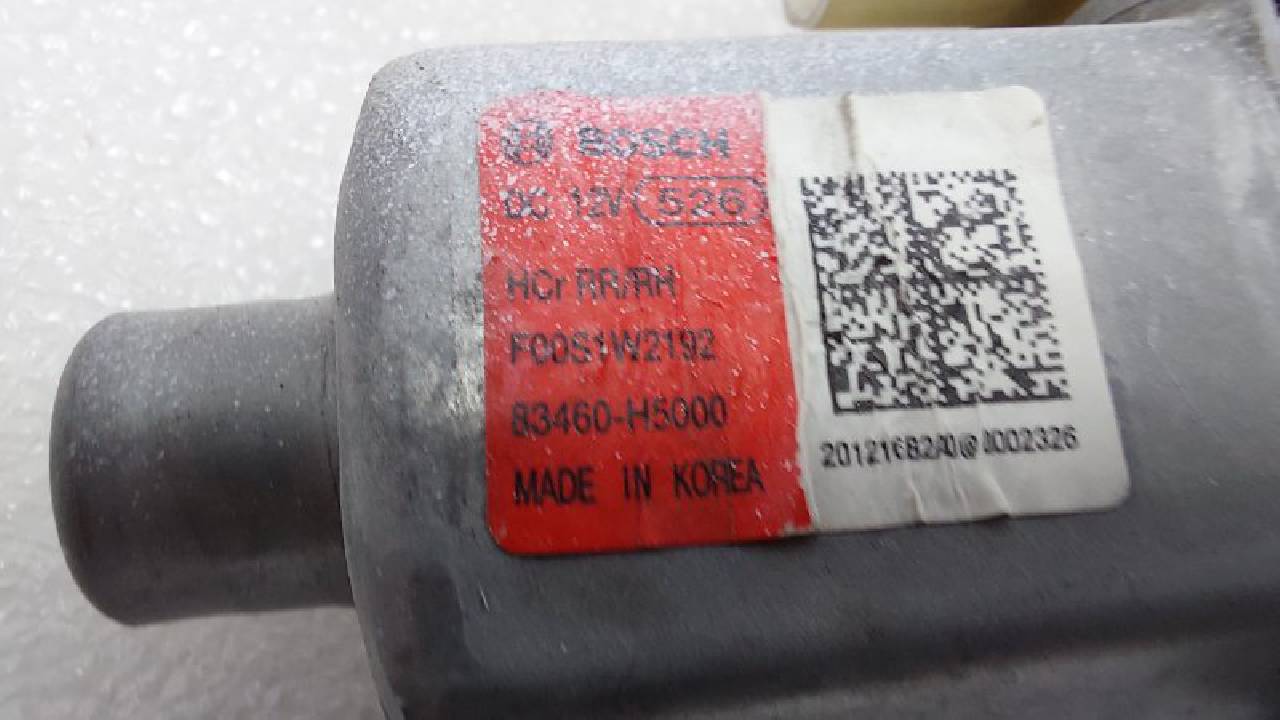 BOSCH
DC 12V 526
HCr RR/RH
F00S1W2192
83460-H5000
MADE IN KOREA